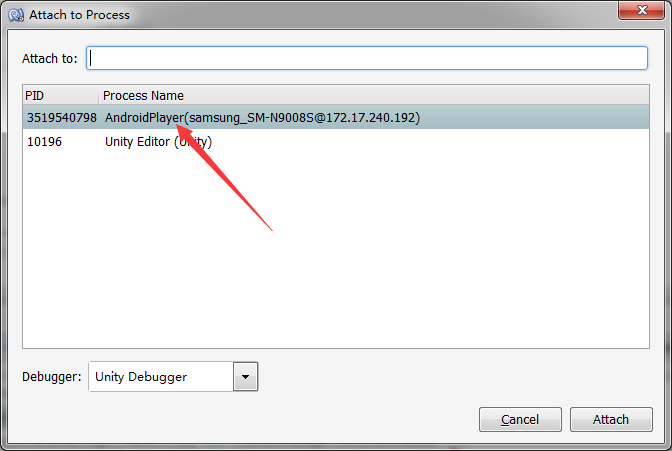 Attach to Process
Attach to:
PID Process Name
3519540798 AndroidPlayer(samsung_SM-N9008S@172.17.240.192)
10196 Unity Editor (Unity)
Debugger: Unity Debugger
Cancel Attach